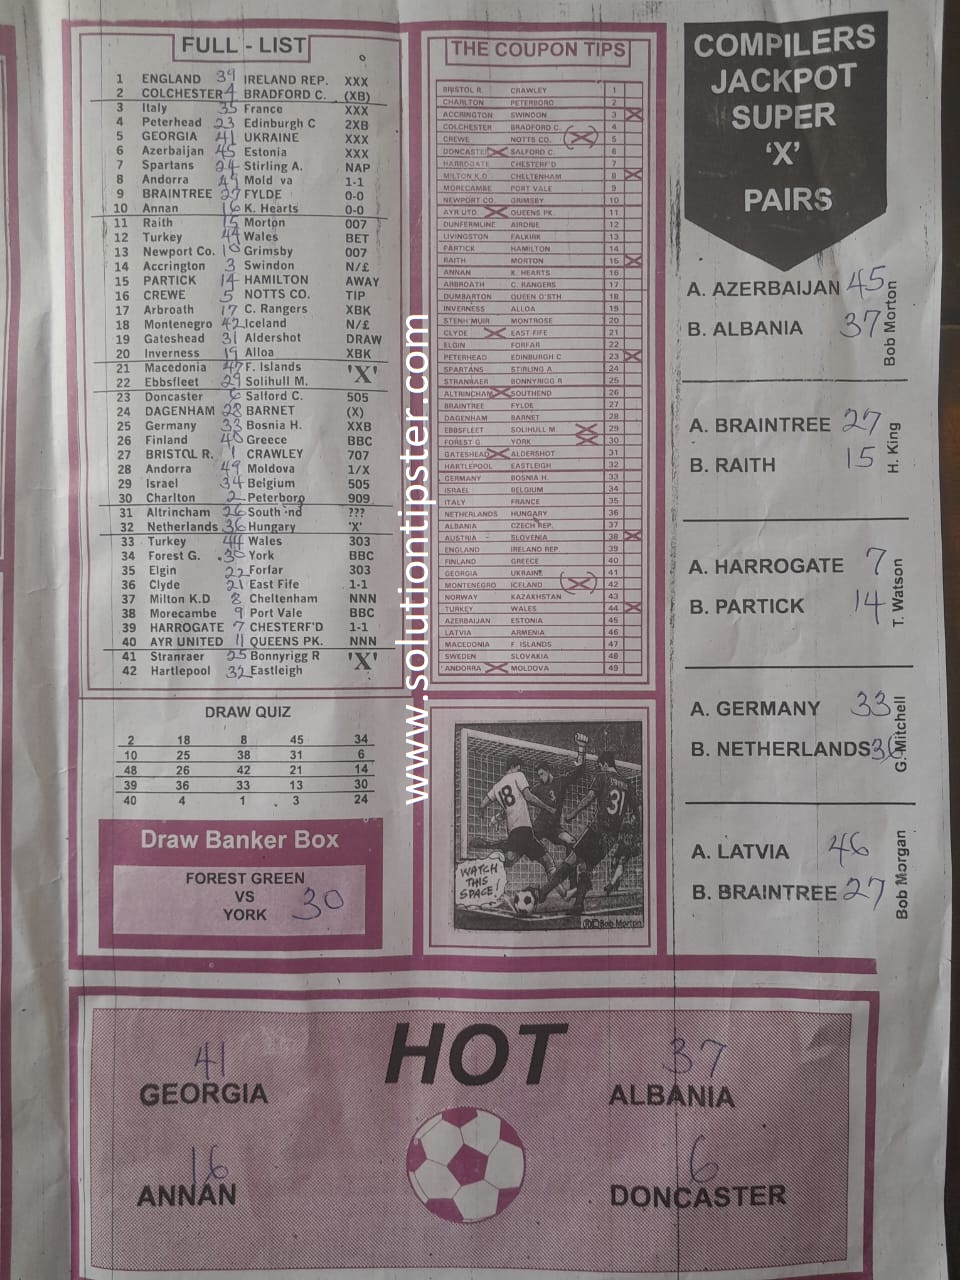 FULL - LIST
1 ENGLAND 39 IRELAND REP. XXX
2 COLCHESTER 4 BRADFORD C. (XB)
3 Italy 35 France XXX
4 Peterhead 23 Edinburgh C 2XB
5 GEORGIA 41 UKRAINE XXX
6 Azerbaijan 45 Estonia XXX
7 Spartans 24 Stirling A. NAP
8 Andorra 49 Mold va 1-1
9 BRAINTREE 27 FYLDE 0-0
10 Annan 16 K. Hearts 0-0
11 Raith 15 Morton 007
12 Turkey 44 Wales BET
13 Newport Co. 10 Grimsby 007
14 Accrington 3 Swindon N/£
15 PARTICK 14 HAMILTON AWAY
16 CREWE 5 NOTTS CO. TIP
17 Arbroath 17 C. Rangers XBK
18 Montenegro 42 Iceland N/£
19 Gateshead 31 Aldershot DRAW
20 Inverness 19 Alloa XBK
21 Macedonia 47 F. Islands 'X'
22 Ebbsfleet 29 Solihull M.
23 Doncaster 6 Salford C. 505
24 DAGENHAM 28 BARNET (X)
25 Germany 33 Bosnia H. XXB
26 Finland 40 Greece BBC
27 BRISTOL R. 1 CRAWLEY 707
28 Andorra 49 Moldova 1/X
29 Israel 34 Belgium 505
30 Charlton 2 Peterboro 909
31 Altrincham 26 South nd ???
32 Netherlands 36 Hungary 'X'
33 Turkey 44 Wales 303
34 Forest G. 30 York BBC
35 Elgin 22 Forfar 303
36 Clyde 21 East Fife 1-1
37 Milton K.D 8 Cheltenham NNN
38 Morecambe 9 Port Vale BBC
39 HARROGATE 7 CHESTERF'D 1-1
40 AYR UNITED 11 QUEENS PK. NNN
41 Stranraer 25 Bonnyrigg R 'X'
42 Hartlepool 32 Eastleigh
DRAW QUIZ
2 18 8 45 34
10 25 38 31 6
48 26 42 21 14
39 36 33 13 30
40 4 1 3 24
Draw Banker Box
FOREST GREEN
VS 30
YORK
THE COUPON TIPS
BRISTOL R. CRAWLEY 1
CHARLTON PETERBORO 2
ACCRINGTON SWINDON 3 X
COLCHESTER BRADFORD C. 4
CREWE NOTTS CO. (X) 5
DONCASTER X SALFORD C. 6
HARROGATE CHESTERF'D 7
MILTON K.D CHELTENHAM 8 X
MORECAMBE PORT VALE 9
NEWPORT CO. GRIMSBY 10
AYR UTD. X QUEENS PK. 11
DUNFERMLINE AIRDRIE 12
LIVINGSTON FALKIRK 13
PARTICK HAMILTON 14
RAITH MORTON 15 X
ANNAN K. HEARTS 16
ARBROATH C. RANGERS 17
DUMBARTON QUEEN O'STH 18
INVERNESS ALLOA 19
STENH'MUIR MONTROSE 20
CLYDE X EAST FIFE 21
ELGIN FORFAR 22
PETERHEAD EDINBURGH C 23 X
SPARTANS STIRLING A 24
STRANRAER BONNYRIGG R 25
ALTRINCHAM X SOUTHEND 26
BRAINTREE FYLDE 27
DAGENHAM BARNET 28
EBBSFLEET SOLIHULL M. X 29
FOREST G. YORK X 30
GATESHEAD X ALDERSHOT 31
HARTLEPOOL EASTLEIGH 32
GERMANY BOSNIA H. 33
ISRAEL BELGIUM 34
ITALY FRANCE 35
NETHERLANDS HUNGARY 36
ALBANIA CZECH REP. 37
AUSTRIA SLOVENIA 38 X
ENGLAND IRELAND REP. 39
FINLAND GREECE 40
GEORGIA UKRAINE 41
MONTENEGRO ICELAND (X) 42
NORWAY KAZAKHSTAN 43
TURKEY WALES 44 X
AZERBAIJAN ESTONIA 45
LATVIA ARMENIA 46
MACEDONIA F ISLANDS 47
SWEDEN SLOVAKIA 48
ANDORRA X MOLDOVA 49
18
3
31
WATCH
THIS
SPACE!
Bob Morton
COMPILERS
JACKPOT
SUPER
'X'
PAIRS
A. AZERBAIJAN 45
B. ALBANIA 37
Bob Morton
A. BRAINTREE 27
B. RAITH 15
H. King
A. HARROGATE 7
B. PARTICK 14
T. Watson
A. GERMANY 33
B. NETHERLANDS 36
G. Mitchell
A. LATVIA 46
B. BRAINTREE 27
Bob Morgan
www.solutiontipster.com
HOT
41
GEORGIA
37
ALBANIA
16
ANNAN
6
DONCASTER